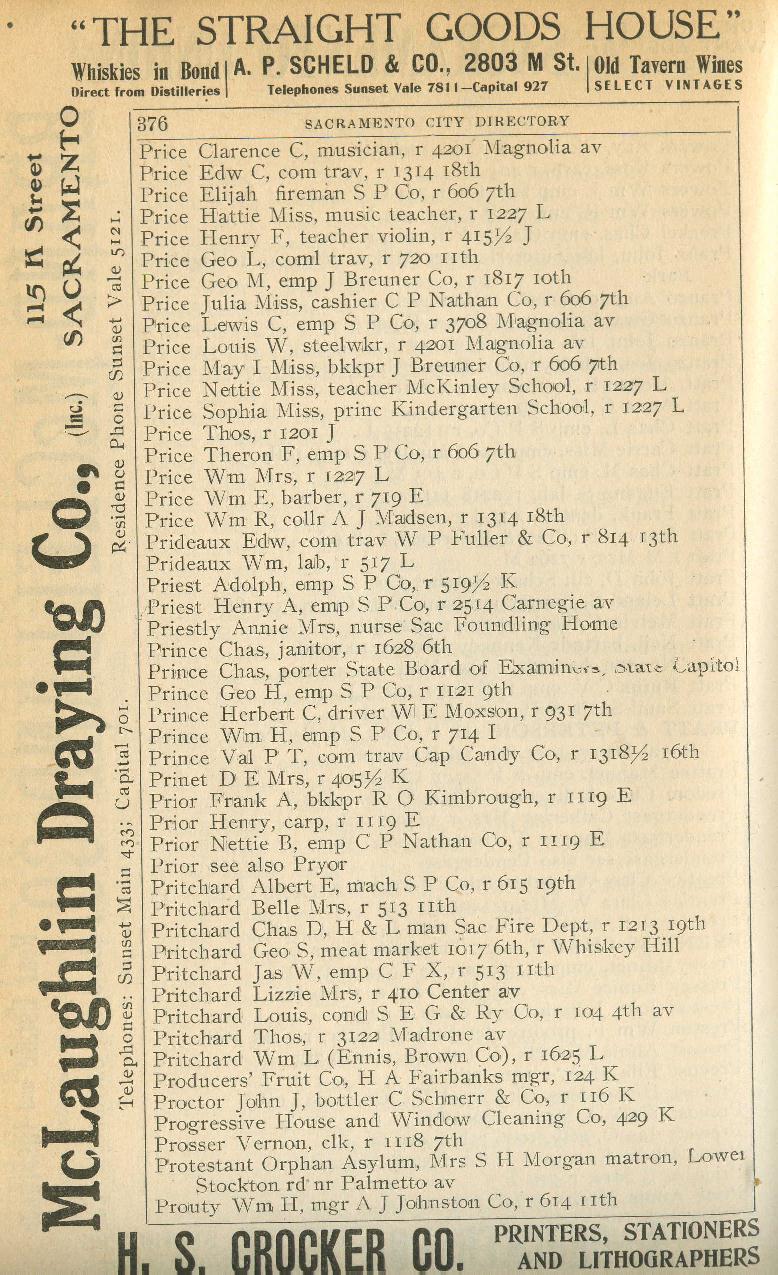 “THE STRAIGHT GOODS HOUSE”
Whiskies in Bond
Direct from Distilleries
A. P. SCHELD & CO., 2803 M St.
Telephones Sunset Vale 7811—Capital 927
Old Tavern Wines
SELECT VINTAGES
McLaughlin Draying Co., (Inc.)
115 K Street
SACRAMENTO
Telephones: Sunset Main 433; Capital 701. Residence Phone Sunset Vale 5121.
376 SACRAMENTO CITY DIRECTORY
Price Clarence C, musician, r 4201 Magnolia av
Price Edw C, com trav, r 1314 18th
Price Elijah fireman S P Co, r 606 7th
Price Hattie Miss, music teacher, r 1227 L
Price Henry F, teacher violin, r 415½ J
Price Geo L, coml trav, r 720 11th
Price Geo M, emp J Breuner Co, r 1817 10th
Price Julia Miss, cashier C P Nathan Co, r 606 7th
Price Lewis C, emp S P Co, r 3708 Magnolia av
Price Louis W, steelwkr, r 4201 Magnolia av
Price May I Miss, bkkpr J Breuner Co, r 606 7th
Price Nettie Miss, teacher McKinley School, r 1227 L
Price Sophia Miss, princ Kindergarten School, r 1227 L
Price Thos, r 1201 J
Price Theron F, emp S P Co, r 606 7th
Price Wm Mrs, r 1227 L
Price Wm E, barber, r 719 E
Price Wm R, collr A J Madsen, r 1314 18th
Prideaux Edw, com trav W P Fuller & Co, r 814 13th
Prideaux Wm, lab, r 517 L
Priest Adolph, emp S P Co, r 519½ K
Priest Henry A, emp S P Co, r 2514 Carnegie av
Priestly Annie Mrs, nurse Sac Foundling Home
Prince Chas, janitor, r 1628 6th
Prince Chas, porter State Board of Examiners, State Capitol
Prince Geo H, emp S P Co, r 1121 9th
Prince Herbert C, driver W E Moxson, r 931 7th
Prince Wm H, emp S P Co, r 714 I
Prince Val P T, com trav Cap Candy Co, r 1318½ 16th
Prinet D E Mrs, r 405½ K
Prior Frank A, bkkpr R O Kimbrough, r 1119 E
Prior Henry, carp, r 1119 E
Prior Nettie B, emp C P Nathan Co, r 1119 E
Prior see also Pryor
Pritchard Albert E, mach S P Co, r 615 19th
Pritchard Belle Mrs, r 513 11th
Pritchard Chas D, H & L man Sac Fire Dept, r 1213 19th
Pritchard Geo S, meat market 1017 6th, r Whiskey Hill
Pritchard Jas W, emp C F X, r 513 11th
Pritchard Lizzie Mrs, r 410 Center av
Pritchard Louis, cond S E G & Ry Co, r 104 4th av
Pritchard Thos, r 3122 Madrone av
Pritchard Wm L (Ennis, Brown Co), r 1625 L
Producers’ Fruit Co, H A Fairbanks mgr, 124 K
Proctor John J, bottler C Schnerr & Co, r 116 K
Progressive House and Window Cleaning Co, 429 K
Prosser Vernon, clk, r 1118 7th
Protestant Orphan Asylum, Mrs S H Morgan matron, Lower
Stockton rd nr Palmetto av
Prouty Wm H, mgr A J Johnston Co, r 614 11th
H. S. CROCKER CO.
PRINTERS, STATIONERS
AND LITHOGRAPHERS